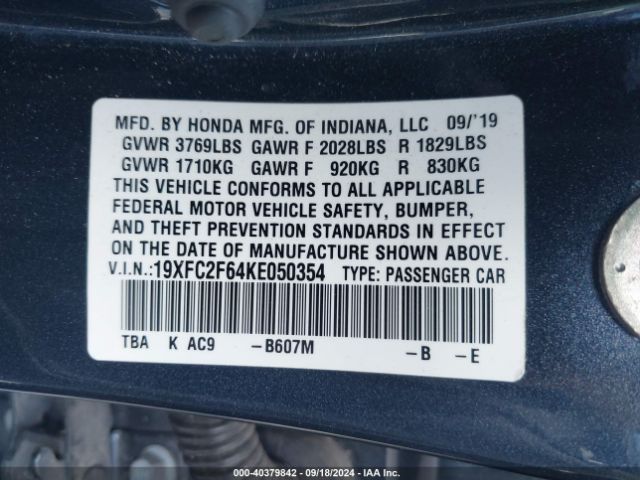 MFD. BY HONDA MFG. OF INDIANA, LLC 09/'19
GVWR 3769LBS GAWR F 2028LBS R 1829LBS
GVWR 1710KG GAWR F 920KG R 830KG
THIS VEHICLE CONFORMS TO ALL APPLICABLE
FEDERAL MOTOR VEHICLE SAFETY, BUMPER,
AND THEFT PREVENTION STANDARDS IN EFFECT
ON THE DATE OF MANUFACTURE SHOWN ABOVE.
V.I.N.:19XFC2F64KE050354 TYPE: PASSENGER CAR
TBA K AC9 –B607M –B –E
© - 40379842 - 09/18/2024 - IAA Inc.